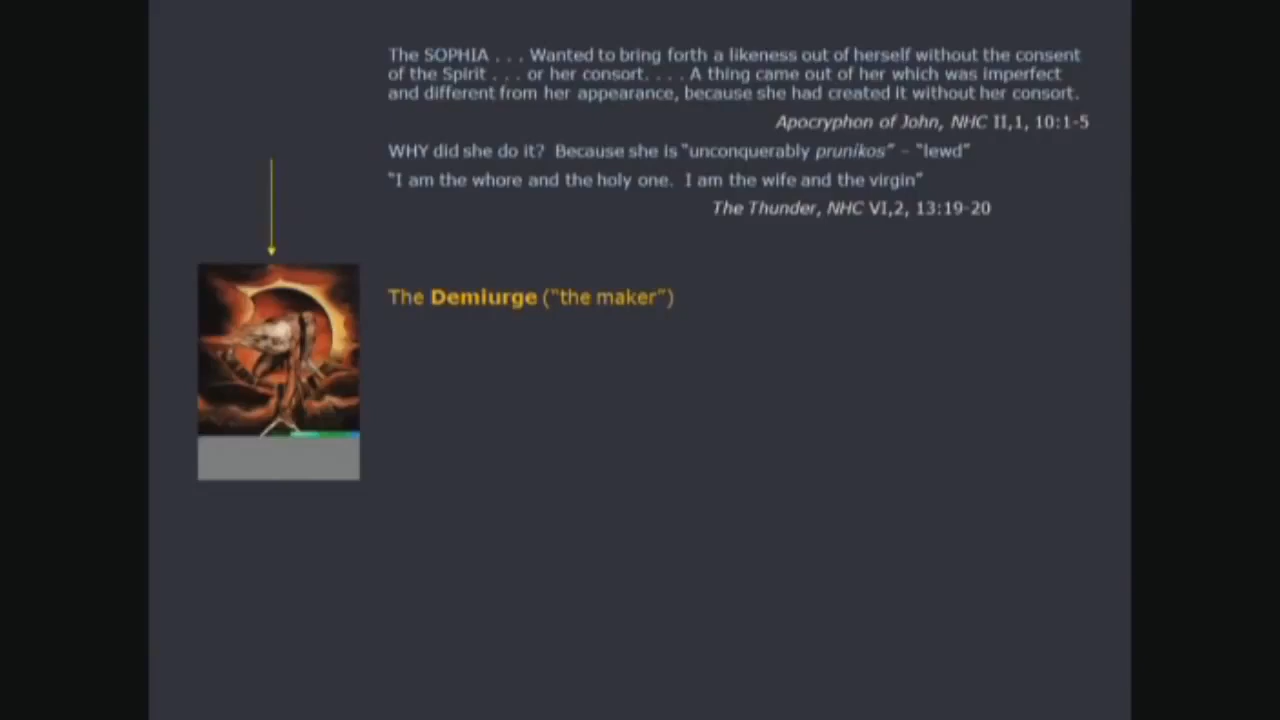 The SOPHIA . . . Wanted to bring forth a likeness out of herself without the consent
of the Spirit . . . or her consort. . . . A thing came out of her which was imperfect
and different from her appearance, because she had created it without her consort.
Apocryphon of John, NHC II,1, 10:1-5
WHY did she do it? Because she is “unconquerably prunikos” – “lewd”
“I am the whore and the holy one. I am the wife and the virgin”
The Thunder, NHC VI,2, 13:19-20
The Demiurge (“the maker”)